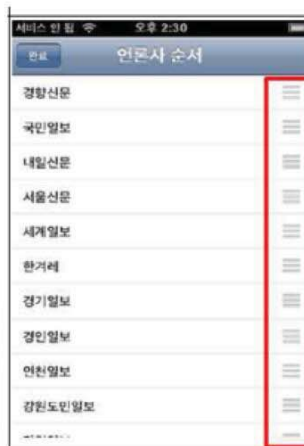 서비스 안 됨 오후 2:30
완료 언론사 순서
경향신문
국민일보
내일신문
서울신문
세계일보
한겨레
경기일보
경인일보
인천일보
강원도민일보